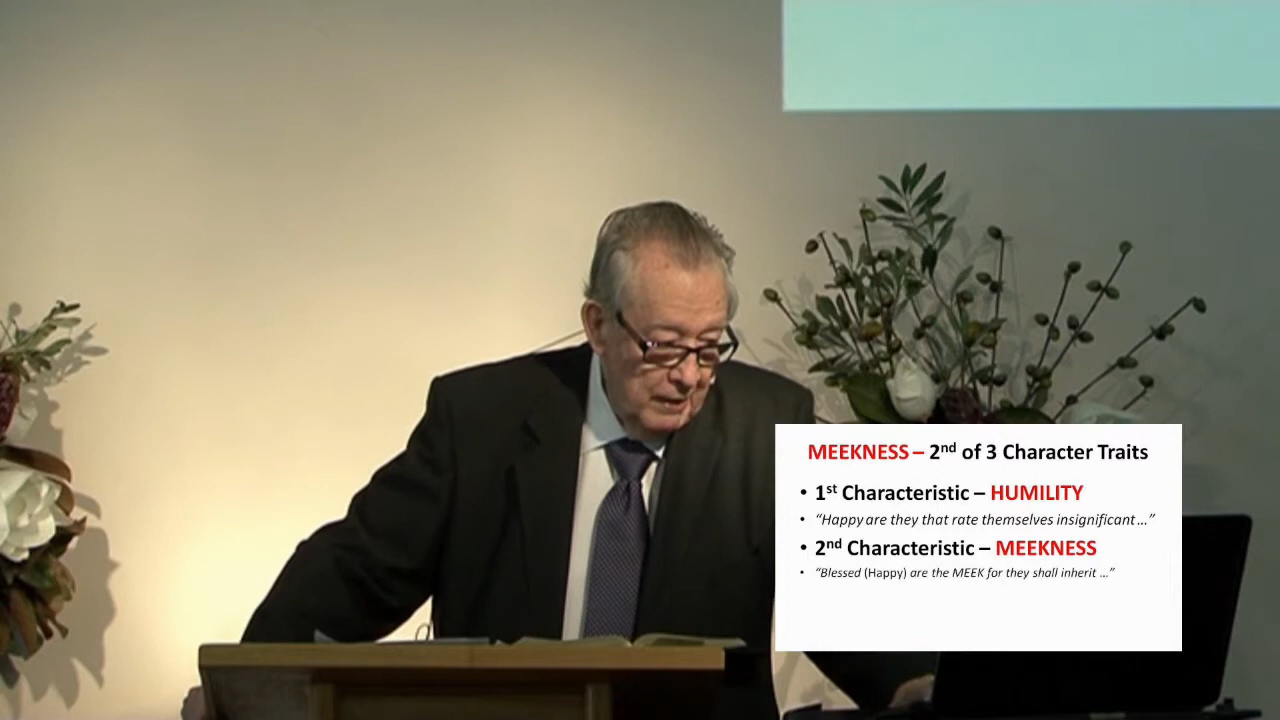 MEEKNESS – 2nd of 3 Character Traits
• 1st Characteristic – HUMILITY
• “Happy are they that rate themselves insignificant …”
• 2nd Characteristic – MEEKNESS
• “Blessed (Happy) are the MEEK for they shall inherit …”